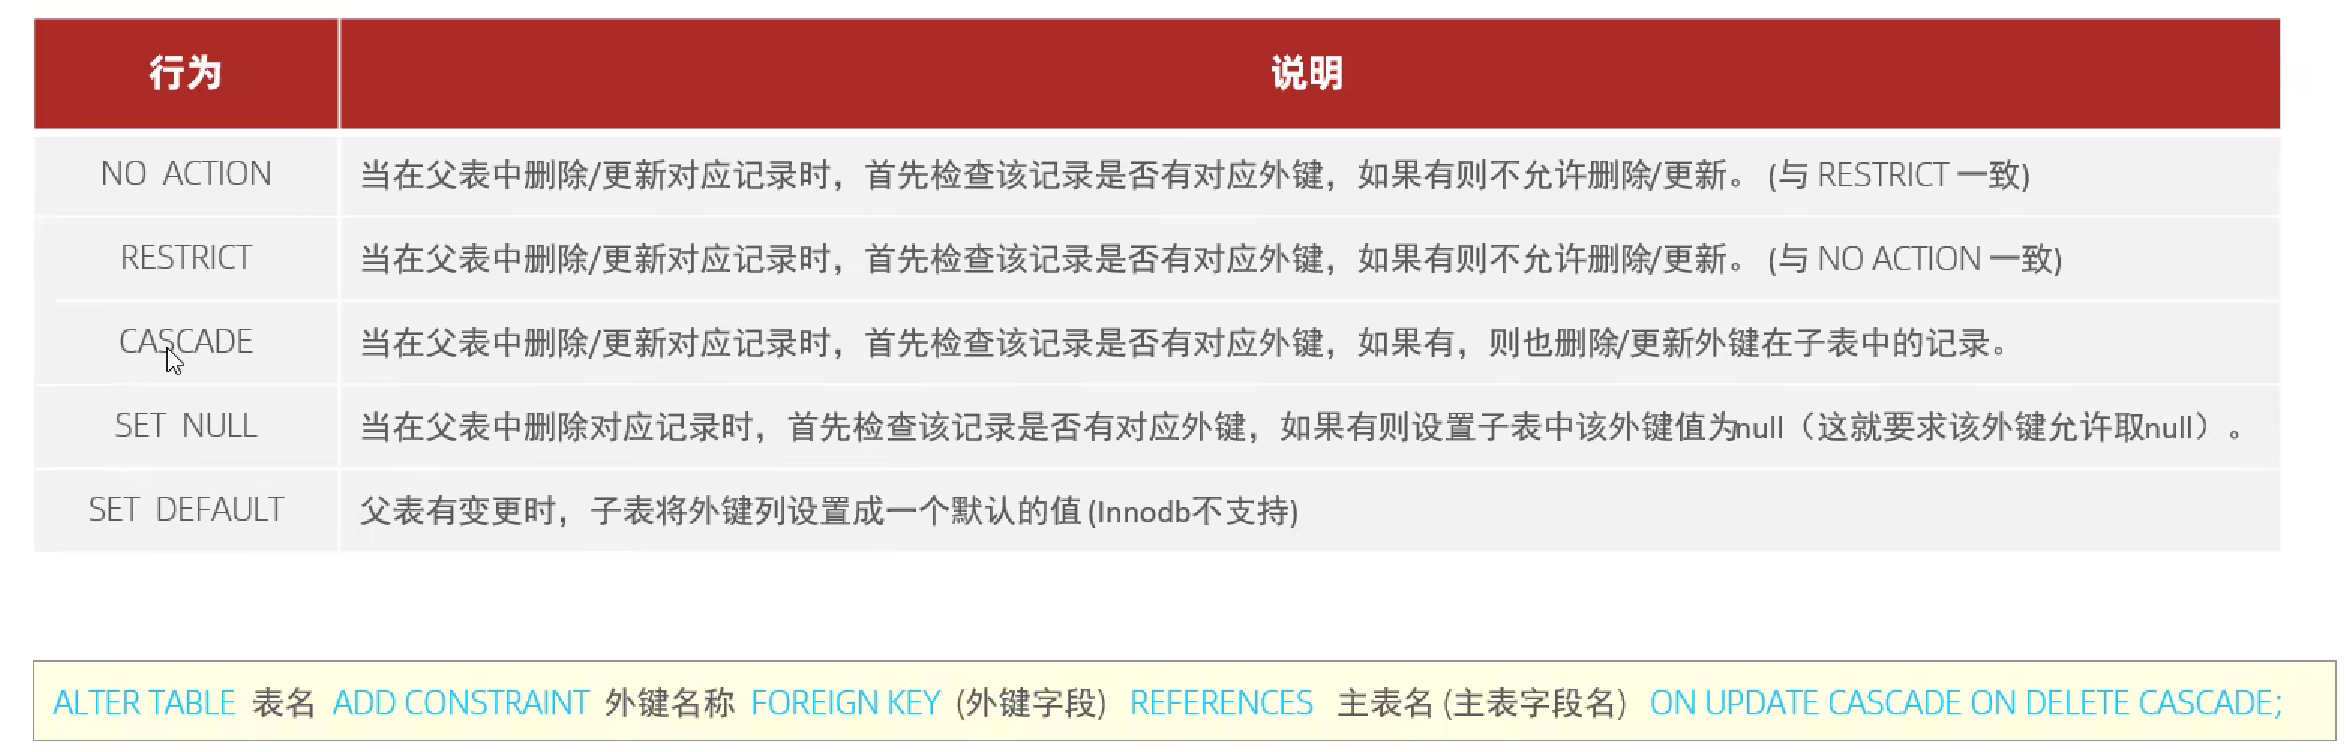 行为 说明
NO ACTION 当在父表中删除/更新对应记录时，首先检查该记录是否有对应外键，如果有则不允许删除/更新。 (与 RESTRICT 一致)
RESTRICT 当在父表中删除/更新对应记录时，首先检查该记录是否有对应外键，如果有则不允许删除/更新。 (与 NO ACTION 一致)
CASCADE 当在父表中删除/更新对应记录时，首先检查该记录是否有对应外键，如果有，则也删除/更新外键在子表中的记录。
SET NULL 当在父表中删除对应记录时，首先检查该记录是否有对应外键，如果有则设置子表中该外键值为null（这就要求该外键允许取null）。
SET DEFAULT 父表有变更时，子表将外键列设置成一个默认的值 (Innodb不支持)
ALTER TABLE 表名 ADD CONSTRAINT 外键名称 FOREIGN KEY (外键字段) REFERENCES 主表名 (主表字段名) ON UPDATE CASCADE ON DELETE CASCADE;